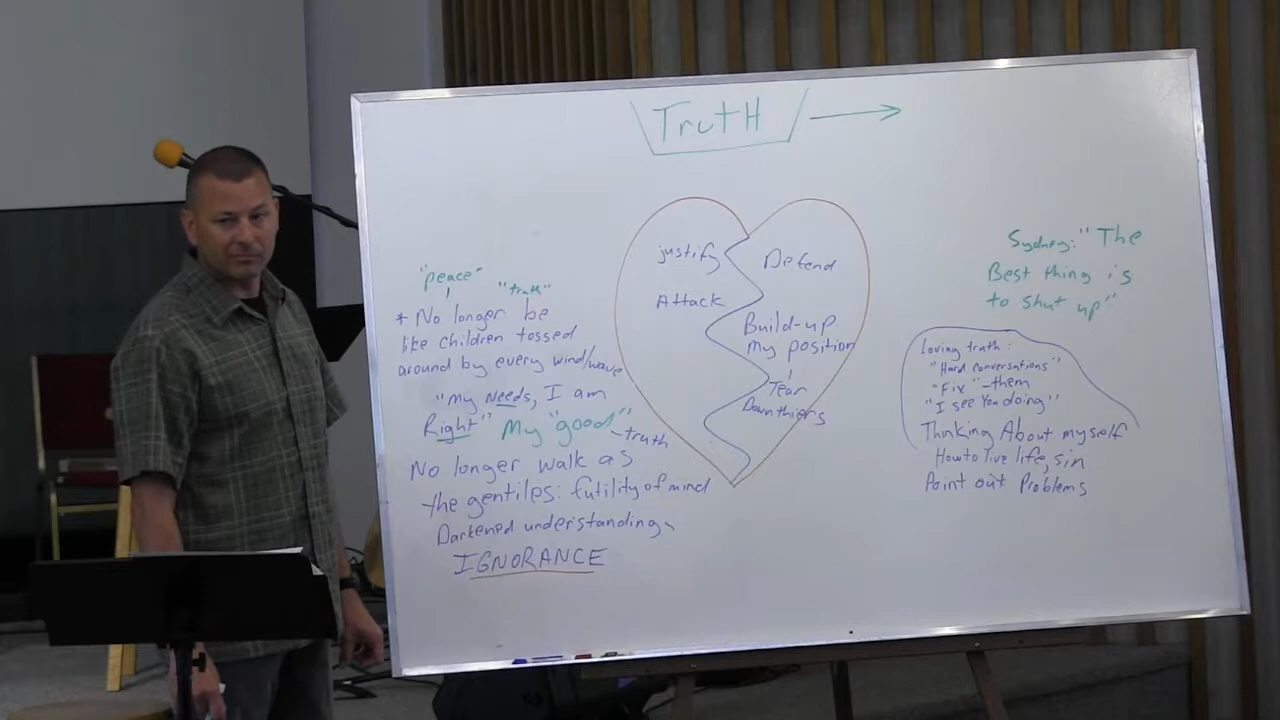 TrutH
"peace"
"truth"
* No longer be
like children tossed
around by every wind/wave
"my needs, I am
Right" My "good"
-truth
No longer walk as
the gentiles: futility of mind
Darkened understanding
IGNORANCE
justify
Attack
Defend
Build-up
my position
Tear
Down thiers
Sydney: "The
Best thing is
to shut up"
Loving truth:
"Hard conversations"
"Fix"-them
"I see You doing"
Thinking About myself
How to live life, sin
Point out Problems